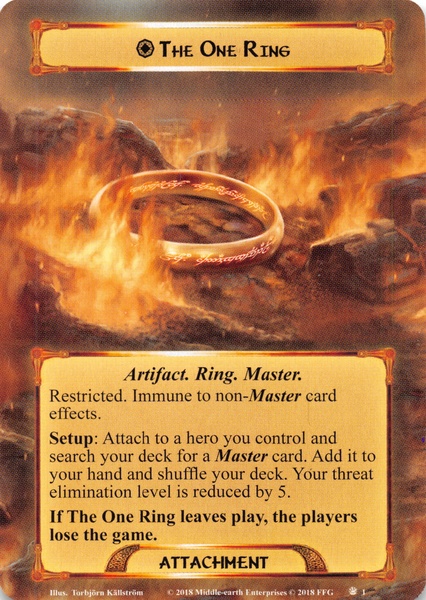 The One Ring
Artifact. Ring. Master.
Restricted. Immune to non-Master card
effects.
Setup: Attach to a hero you control and
search your deck for a Master card. Add it to
your hand and shuffle your deck. Your threat
elimination level is reduced by 5.
If The One Ring leaves play, the players
lose the game.
ATTACHMENT
Illus. Torbjörn Källström © 2018 Middle-earth Enterprises © 2018 FFG 1